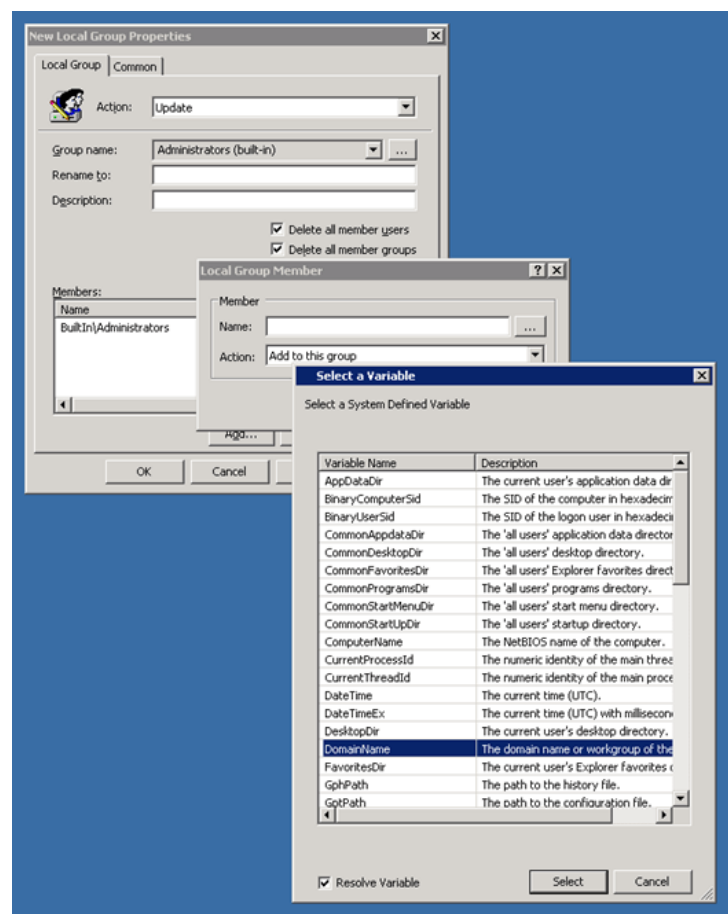 New Local Group Properties
Local Group
Common
Action:
Update
Group name:
Administrators (built-in)
...
Rename to:
Description:
Delete all member users
Delete all member groups
Members:
Name
BuiltIn\Administrators
Add...
OK
Cancel
Local Group Member
Member
Name:
...
Action:
Add to this group
Select a Variable
Select a System Defined Variable
Variable Name Description
AppDataDir The current user's application data dir
BinaryComputerSid The SID of the computer in hexadecim
BinaryUserSid The SID of the logon user in hexadeci
CommonAppdataDir The 'all users' application data director
CommonDesktopDir The 'all users' desktop directory.
CommonFavoritesDir The 'all users' Explorer favorites direct
CommonProgramsDir The 'all users' programs directory.
CommonStartMenuDir The 'all users' start menu directory.
CommonStartUpDir The 'all users' startup directory.
ComputerName The NetBIOS name of the computer.
CurrentProcessId The numeric identity of the main threa
CurrentThreadId The numeric identity of the main proce
DateTime The current time (UTC).
DateTimeEx The current time (UTC) with millisecon
DesktopDir The current user's desktop directory.
DomainName The domain name or workgroup of the
FavoritesDir The current user's Explorer favorites
GphPath The path to the history file.
GptPath The path to the configuration file.
Resolve Variable
Select
Cancel